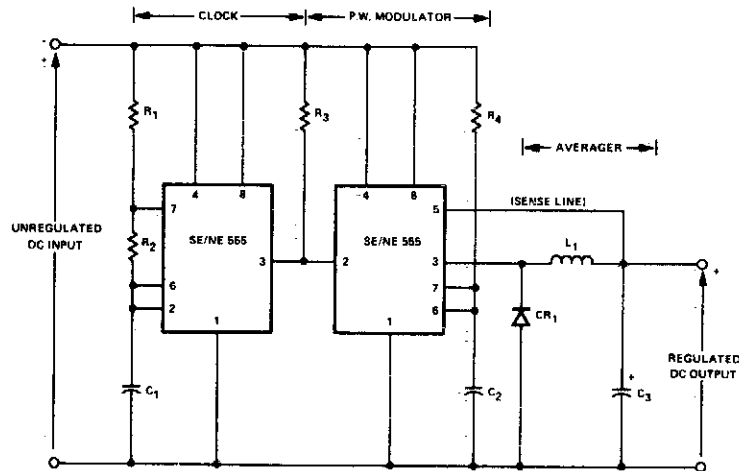 CLOCK
P.W. MODULATOR
-
+
R1
R3
R4
AVERAGER
4
8
4
8
7
5
(SENSE LINE)
UNREGULATED
DC INPUT
R2
SE/NE 555
SE/NE 555
L1
3
2
3
+
6
7
2
6
CR1
1
1
REGULATED
DC OUTPUT
C1
C2
+
C3
-